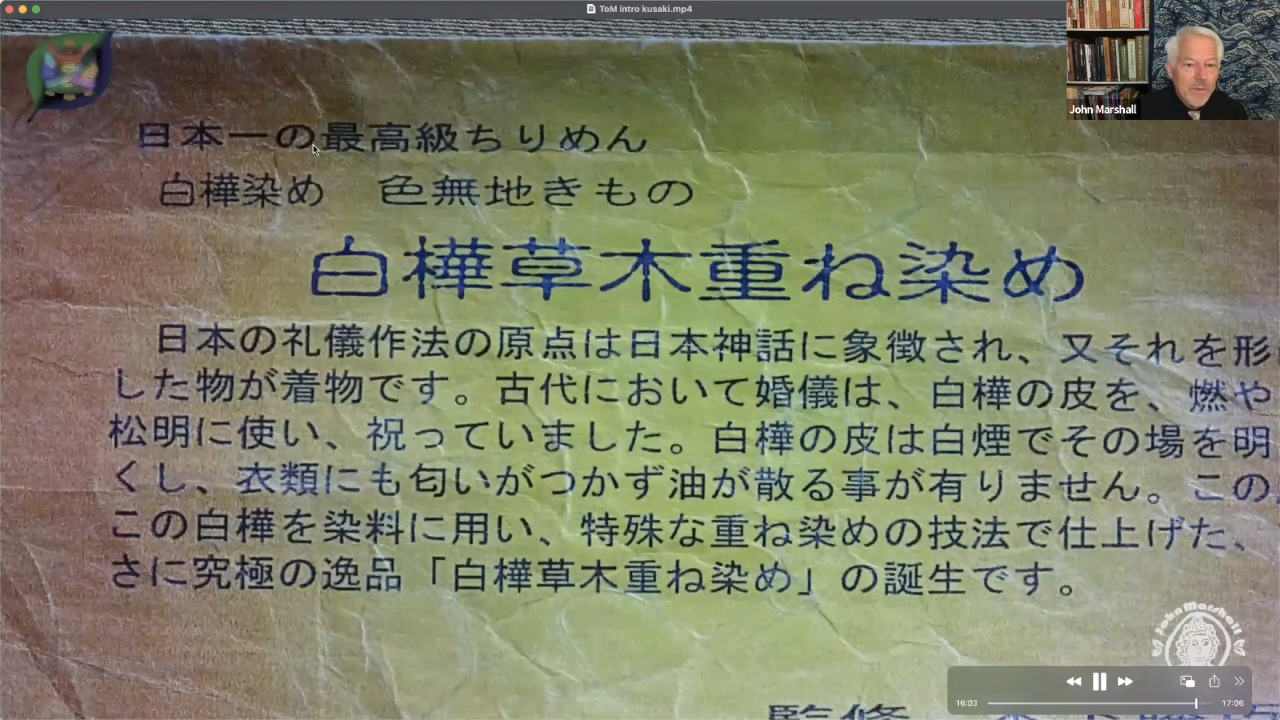 ToM intro kusaki.mp4
John Marshall
日本一の最高級ちりめん
白樺染め　色無地きもの
白樺草木重ね染め
日本の礼儀作法の原点は日本神話に象徴され、又それを形
した物が着物です。古代において婚儀は、白樺の皮を、燃や
松明に使い、祝っていました。白樺の皮は白煙でその場を明
くし、衣類にも匂いがつかず油が散る事が有りません。この
この白樺を染料に用い、特殊な重ね染めの技法で仕上げた、
さに究極の逸品「白樺草木重ね染め」の誕生です。
John Marshall
16:03
17:06